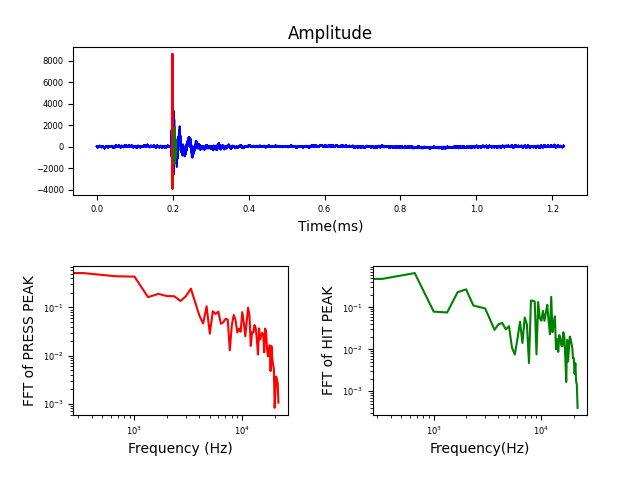 Amplitude
8000
6000
4000
2000
0
−2000
−4000
0.0 0.2 0.4 0.6 0.8 1.0 1.2
Time(ms)
FFT of PRESS PEAK
10⁻¹
10⁻²
10⁻³
10³ 10⁴
Frequency (Hz)
FFT of HIT PEAK
10⁻¹
10⁻²
10⁻³
10³ 10⁴
Frequency(Hz)